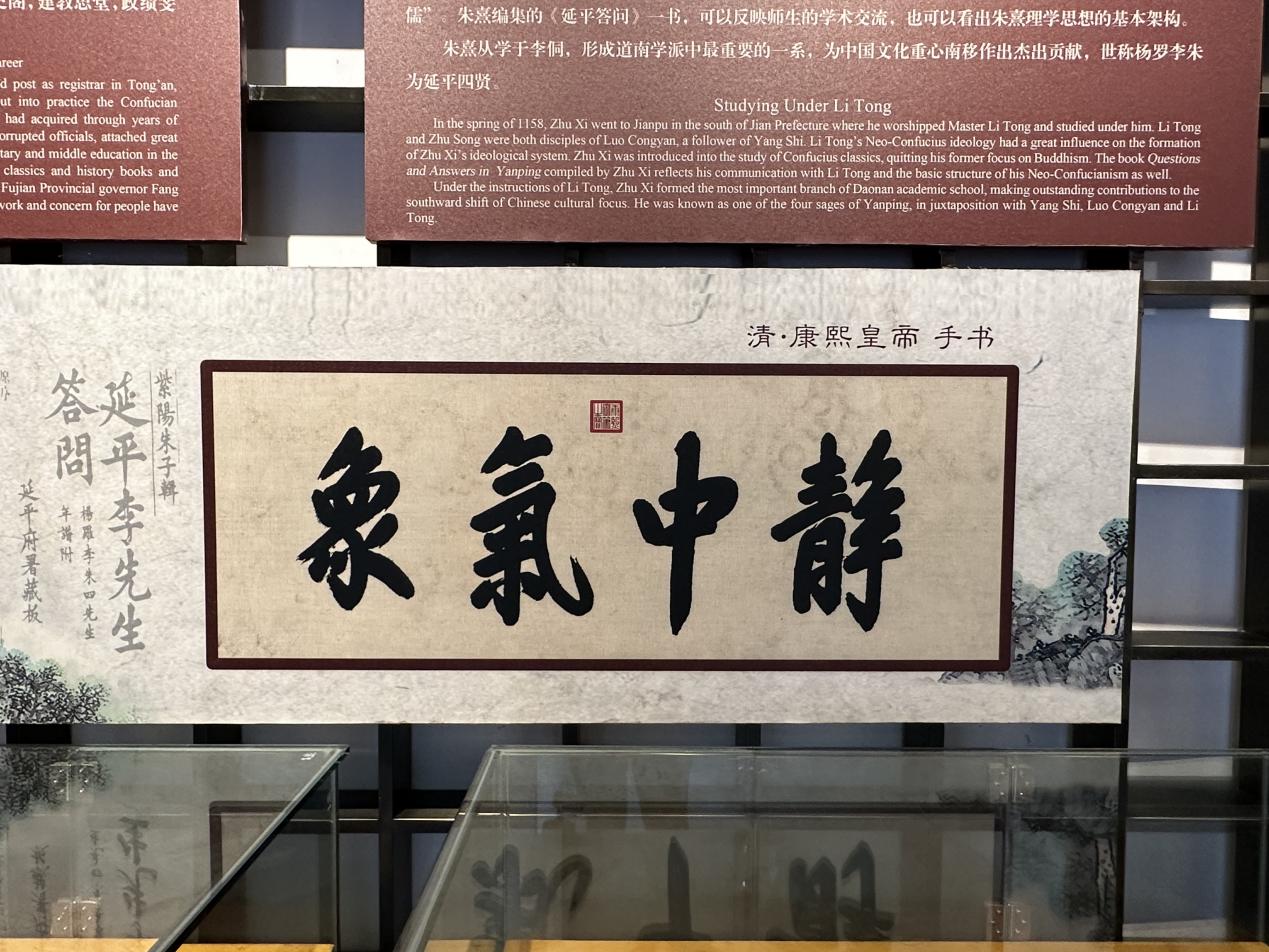 areer
d post as registrar in Tong'an,
ut into practice the Confucian
had acquired through years of
orrupted officials, attached great
tary and middle education in the
classics and history books and
Fujian Provincial governor Fang
work and concern for people have
儒”。朱熹编集的《延平答问》一书，可以反映师生的学术交流，也可以看出朱熹理学思想的基本架构。
朱熹从学于李侗，形成道南学派中最重要的一系，为中国文化重心南移作出杰出贡献，世称杨罗李朱
为延平四贤。
Studying Under Li Tong
In the spring of 1158, Zhu Xi went to Jianpu in the south of Jian Prefecture where he worshipped Master Li Tong and studied under him. Li Tong
and Zhu Song were both disciples of Luo Congyan, a follower of Yang Shi. Li Tong's Neo-Confucius ideology had a great influence on the formation
of Zhu Xi's ideological system. Zhu Xi was introduced into the study of Confucius classics, quitting his former focus on Buddhism. The book Questions
and Answers in Yanping compiled by Zhu Xi reflects his communication with Li Tong and the basic structure of his Neo-Confucianism as well.
Under the instructions of Li Tong, Zhu Xi formed the most important branch of Daonan academic school, making outstanding contributions to the
southward shift of Chinese cultural focus. He was known as one of the four sages of Yanping, in juxtaposition with Yang Shi, Luo Congyan and Li
Tong.
清·康熙皇帝 手书
靜中氣象
紫陽朱子輯
延平李先生
答問
楊羅李朱四先生
年譜附
延平府署藏板